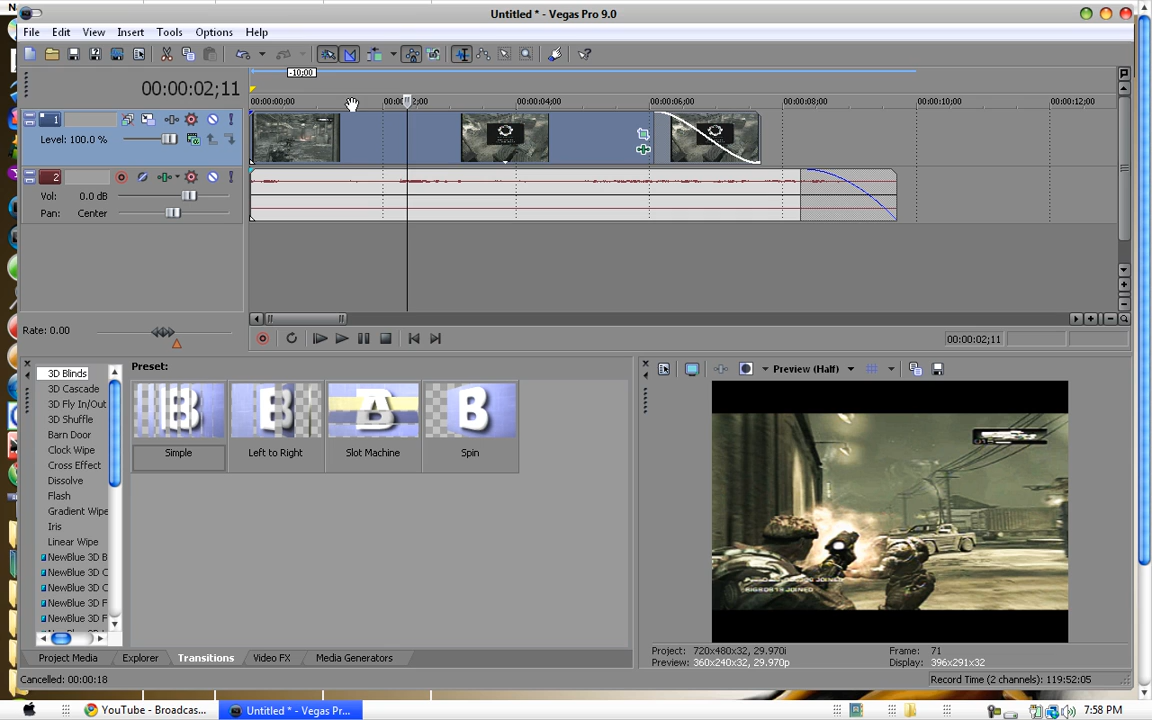 Untitled * - Vegas Pro 9.0
File Edit View Insert Tools Options Help
-10:00
00:00:02;11
00:00:00;00 00:00:02;00 00:00:04;00 00:00:06;00 00:00:08;00 00:00:10;00 00:00:12;00
1
Level: 100.0 %
2
Vol: 0.0 dB
Pan: Center
Rate: 0.00
00:00:02;11
3D Blinds
3D Cascade
3D Fly In/Out
3D Shuffle
Barn Door
Clock Wipe
Cross Effect
Dissolve
Flash
Gradient Wipe
Iris
Linear Wipe
NewBlue 3D B
NewBlue 3D C
NewBlue 3D C
NewBlue 3D F
NewBlue 3D F
Preset:
Simple Left to Right Slot Machine Spin
Preview (Half)
Project: 720x480x32, 29.970i Frame: 71
Preview: 360x240x32, 29.970p Display: 396x291x32
Project Media Explorer Transitions Video FX Media Generators
Cancelled: 00:00:18
Record Time (2 channels): 119:52:05
YouTube - Broadcas... Untitled * - Vegas Pr... 7:58 PM